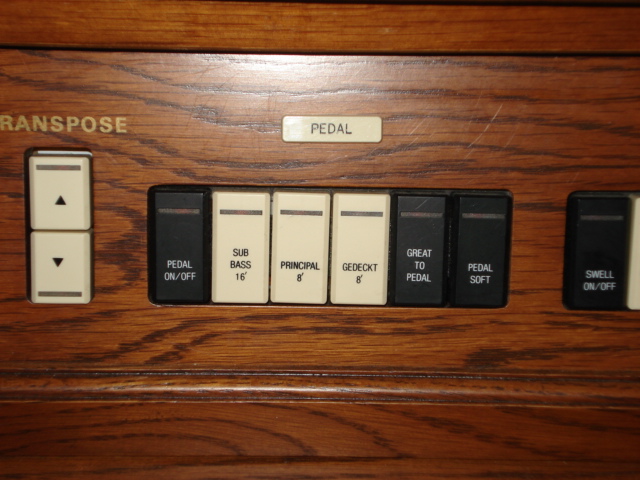 RANSPOSE
PEDAL
PEDAL
ON/OFF
SUB
BASS
16'
PRINCIPAL
8'
GEDECKT
8'
GREAT
TO
PEDAL
PEDAL
SOFT
SWELL
ON/OFF